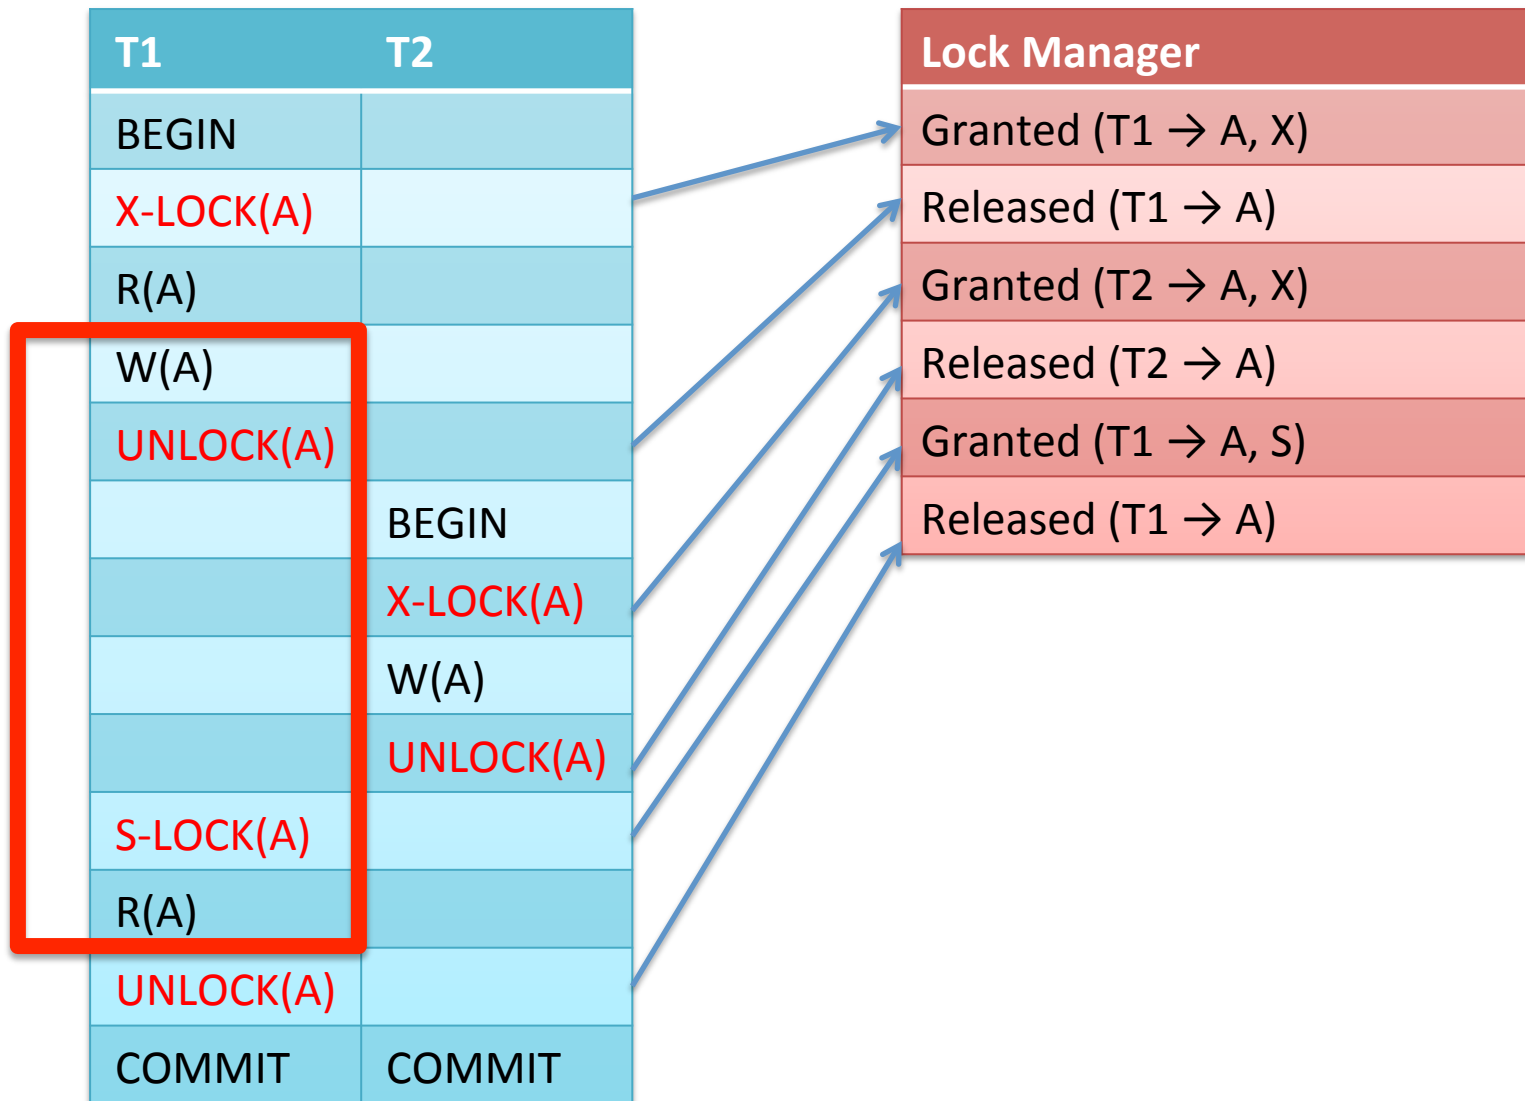 T1 T2
BEGIN
X-LOCK(A)
R(A)
W(A)
UNLOCK(A)
BEGIN
X-LOCK(A)
W(A)
UNLOCK(A)
S-LOCK(A)
R(A)
UNLOCK(A)
COMMIT COMMIT
Lock Manager
Granted (T1 → A, X)
Released (T1 → A)
Granted (T2 → A, X)
Released (T2 → A)
Granted (T1 → A, S)
Released (T1 → A)